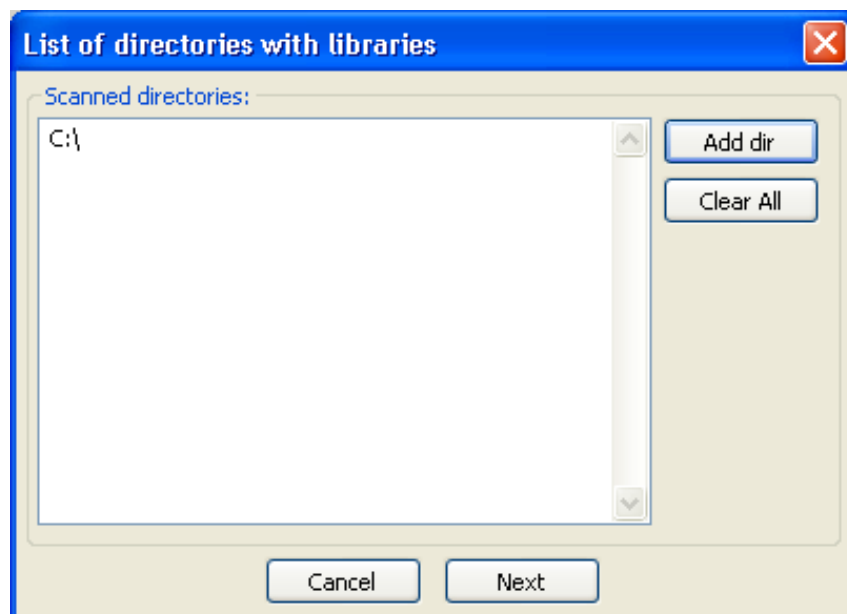 List of directories with libraries
Scanned directories:
C:\
Add dir
Clear All
Cancel
Next